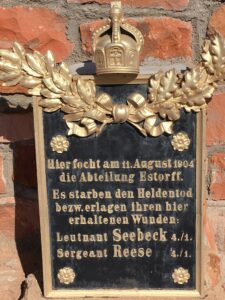 Hier focht am 11. August 1904
die Abteilung Estorff.
Es starben den Heldentod
bezw. erlagen ihren hier
erhaltenen Wunden:
Leutnant Seebeck 4./1.
Sergeant Reese 4./1.